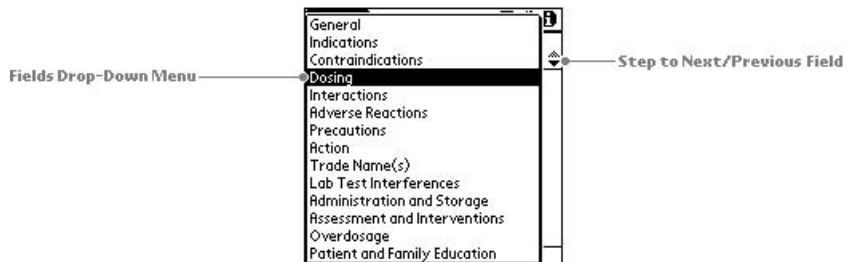 General
Indications
Contraindications
Step to Next/Previous Field
Fields Drop-Down Menu
Dosing
Interactions
Adverse Reactions
Precautions
Action
Trade Name(s)
Lab Test Interferences
Administration and Storage
Assessment and Interventions
Overdosage
Patient and Family Education